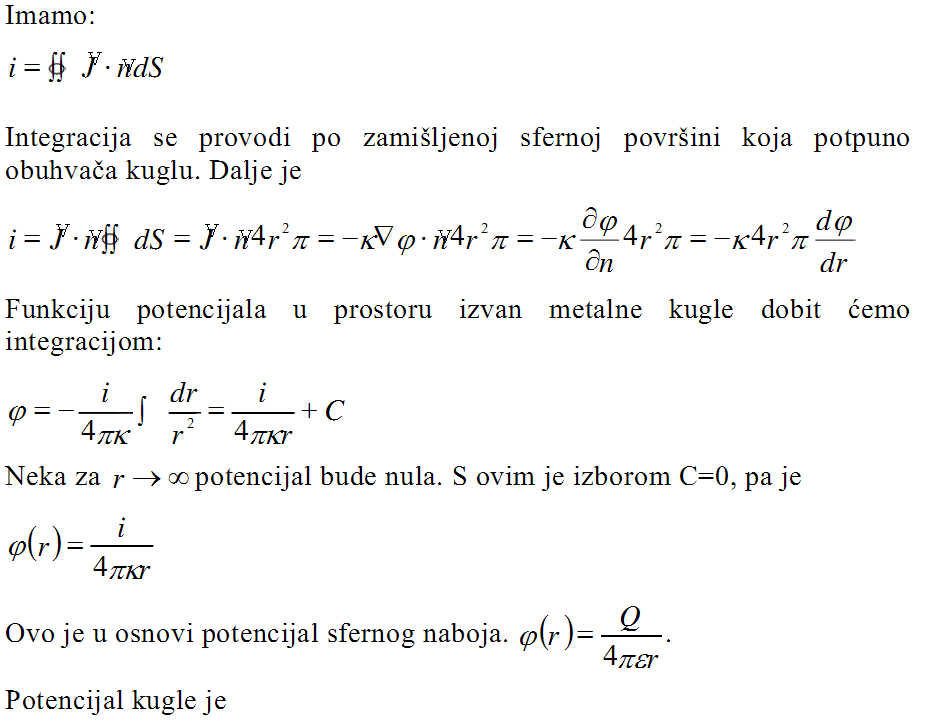 Imamo:
i = ∯ J⃗ · n⃗ dS
Integracija se provodi po zamišljenoj sfernoj površini koja potpuno
obuhvača kuglu. Dalje je
i = J⃗ · n⃗ ∯ dS = J⃗ · n⃗ 4r²π = −κ∇φ · n⃗ 4r²π = −κ ∂φ/∂n 4r²π = −κ4r²π dφ/dr
Funkciju potencijala u prostoru izvan metalne kugle dobit ćemo
integracijom:
φ = − i/4πκ ∫ dr/r² = i/4πκr + C
Neka za r → ∞ potencijal bude nula. S ovim je izborom C=0, pa je
φ(r) = i/4πκr
Ovo je u osnovi potencijal sfernog naboja. φ(r) = Q/4πεr .
Potencijal kugle je